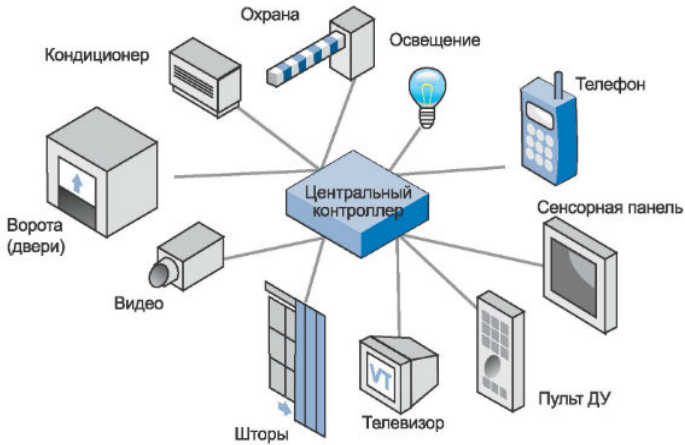 Охрана
Кондиционер
Освещение
Телефон
Центральный
контроллер
Сенсорная панель
Ворота
(двери)
Видео
VT
Пульт ДУ
Телевизор
Шторы